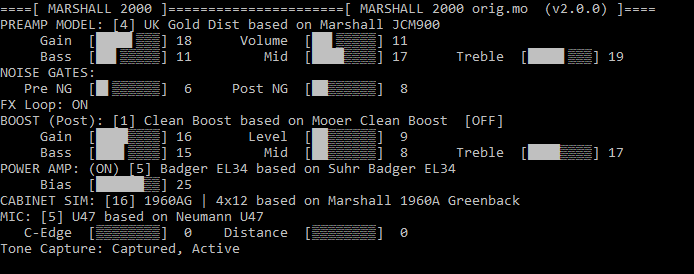 ====[ MARSHALL 2000 ]======================[ MARSHALL 2000 orig.mo (v2.0.0) ]====
PREAMP MODEL: [4] UK Gold Dist based on Marshall JCM900
Gain [████▒▒▒▒] 18 Volume [██▒▒▒▒▒▒] 11
Bass [██▒▒▒▒▒▒] 11 Mid [████▒▒▒▒] 17 Treble [████▒▒▒▒] 19
NOISE GATES:
Pre NG [█▒▒▒▒▒▒▒] 6 Post NG [██▒▒▒▒▒▒] 8
FX Loop: ON
BOOST (Post): [1] Clean Boost based on Mooer Clean Boost [OFF]
Gain [████▒▒▒▒] 16 Level [██▒▒▒▒▒▒] 9
Bass [███▒▒▒▒▒] 15 Mid [██▒▒▒▒▒▒] 8 Treble [████▒▒▒▒] 17
POWER AMP: (ON) [5] Badger EL34 based on Suhr Badger EL34
Bias [██████▒▒] 25
CABINET SIM: [16] 1960AG | 4x12 based on Marshall 1960A Greenback
MIC: [5] U47 based on Neumann U47
C-Edge [▒▒▒▒▒▒▒▒] 0 Distance [▒▒▒▒▒▒▒▒] 0
Tone Capture: Captured, Active